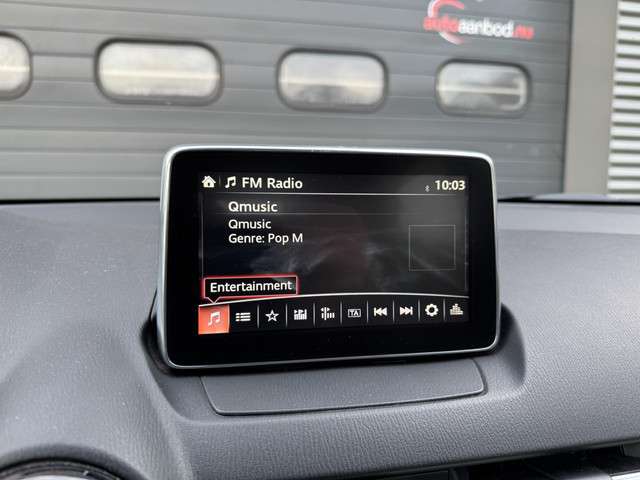 autoaanbod.nu
FM Radio 10:03
Qmusic
Qmusic
Genre: Pop M
Entertainment
TA